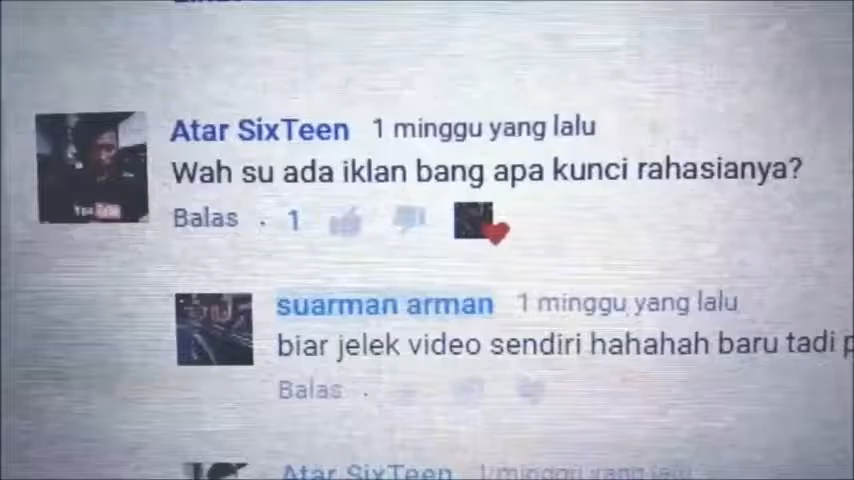 Atar SixTeen 1 minggu yang lalu
Wah su ada iklan bang apa kunci rahasianya?
Balas . 1
suarman arman 1 minggu yang lalu
biar jelek video sendiri hahahah baru tadi p
Balas .
Atar SixTeen 1 minggu yang lalu